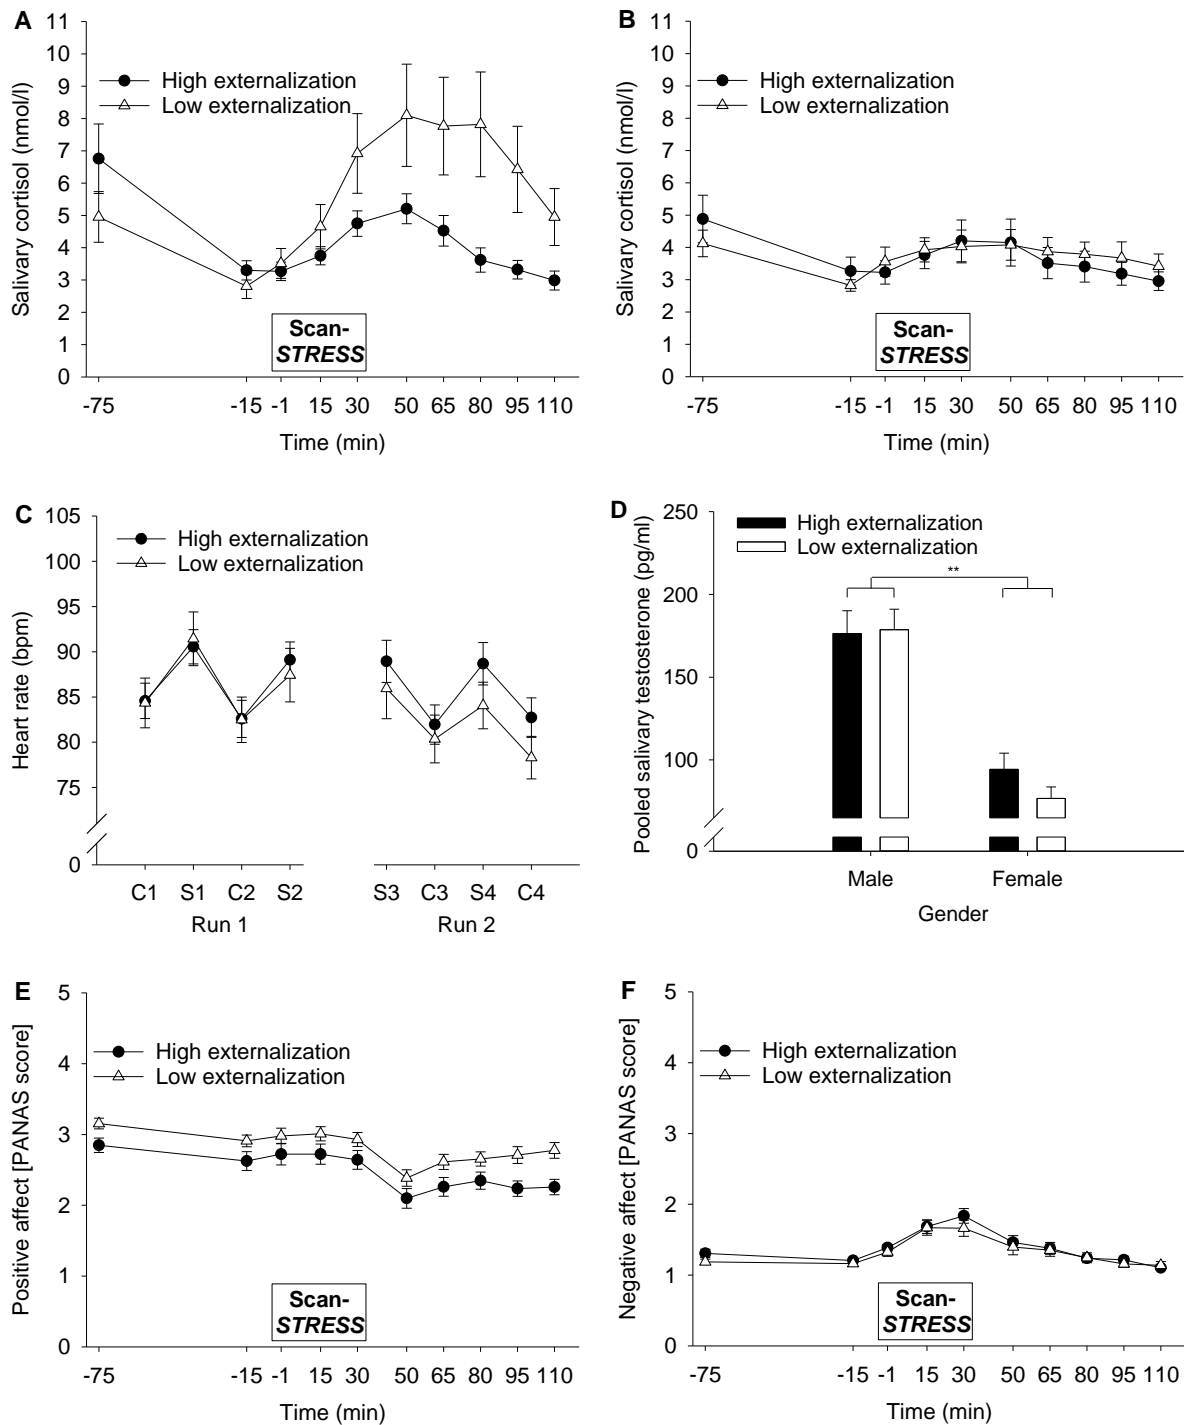 A
11
10
9
8
7
6
5
4
3
2
1
0
Salivary cortisol (nmol/l)
High externalization
Low externalization
Scan-
STRESS
-75 -15 -1 15 30 50 65 80 95 110
Time (min)
B
11
10
9
8
7
6
5
4
3
2
1
0
Salivary cortisol (nmol/l)
High externalization
Low externalization
Scan-
STRESS
-75 -15 -1 15 30 50 65 80 95 110
Time (min)
C
105
100
95
90
85
80
75
0
Heart rate (bpm)
High externalization
Low externalization
C1 S1 C2 S2 S3 C3 S4 C4
Run 1 Run 2
D
250
200
150
100
0
Pooled salivary testosterone (pg/ml)
High externalization
Low externalization
**
Male Female
Gender
E
5
4
3
2
1
0
Positive affect [PANAS score]
High externalization
Low externalization
Scan-
STRESS
-75 -15 -1 15 30 50 65 80 95 110
Time (min)
F
5
4
3
2
1
0
Negative affect [PANAS score]
High externalization
Low externalization
Scan-
STRESS
-75 -15 -1 15 30 50 65 80 95 110
Time (min)